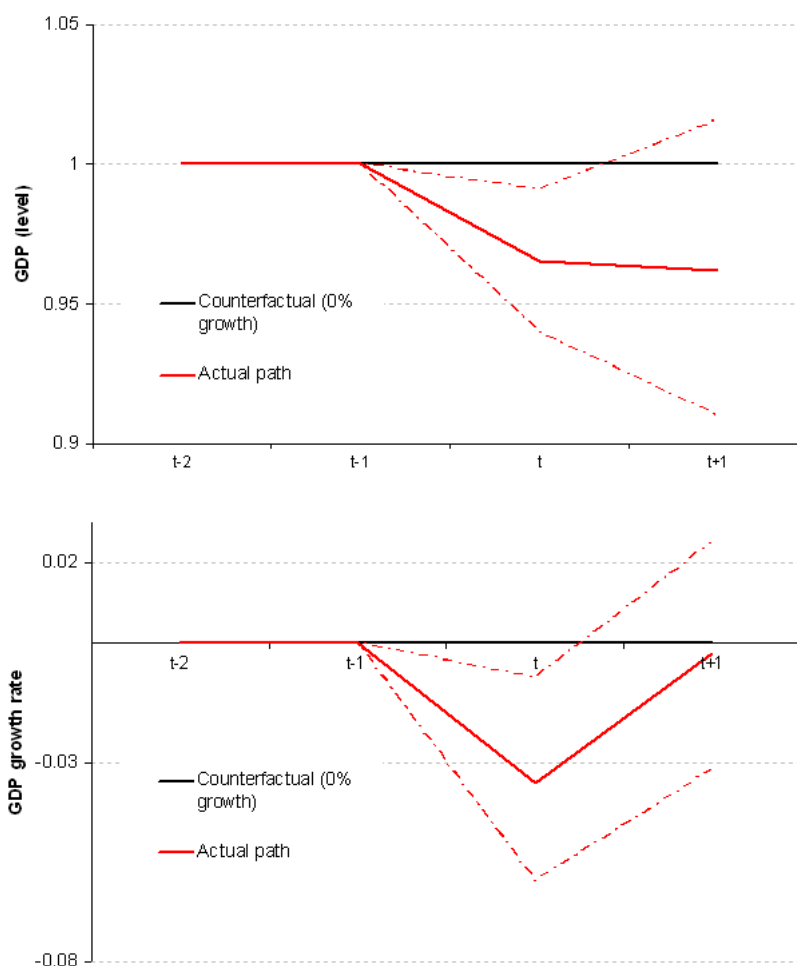 1.05
1
0.95
0.9
GDP (level)
Counterfactual (0%
growth)
Actual path
t-2 t-1 t t+1
0.02
-0.03
-0.08
GDP growth rate
t-2 t-1 t t+1
Counterfactual (0%
growth)
Actual path